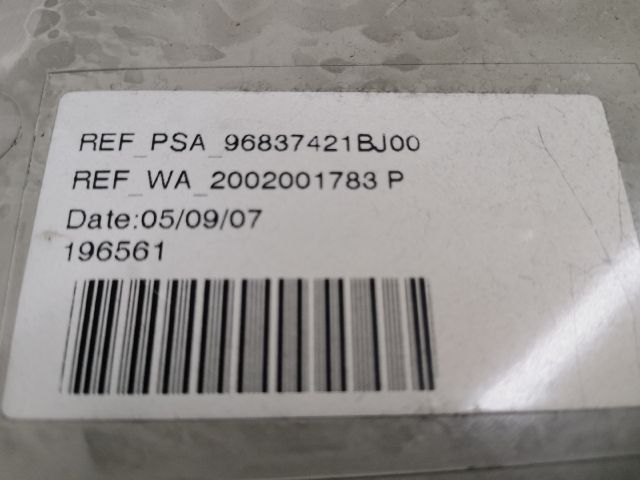 REF_PSA_96837421BJ00
REF_WA_2002001783 P
Date:05/09/07
196561